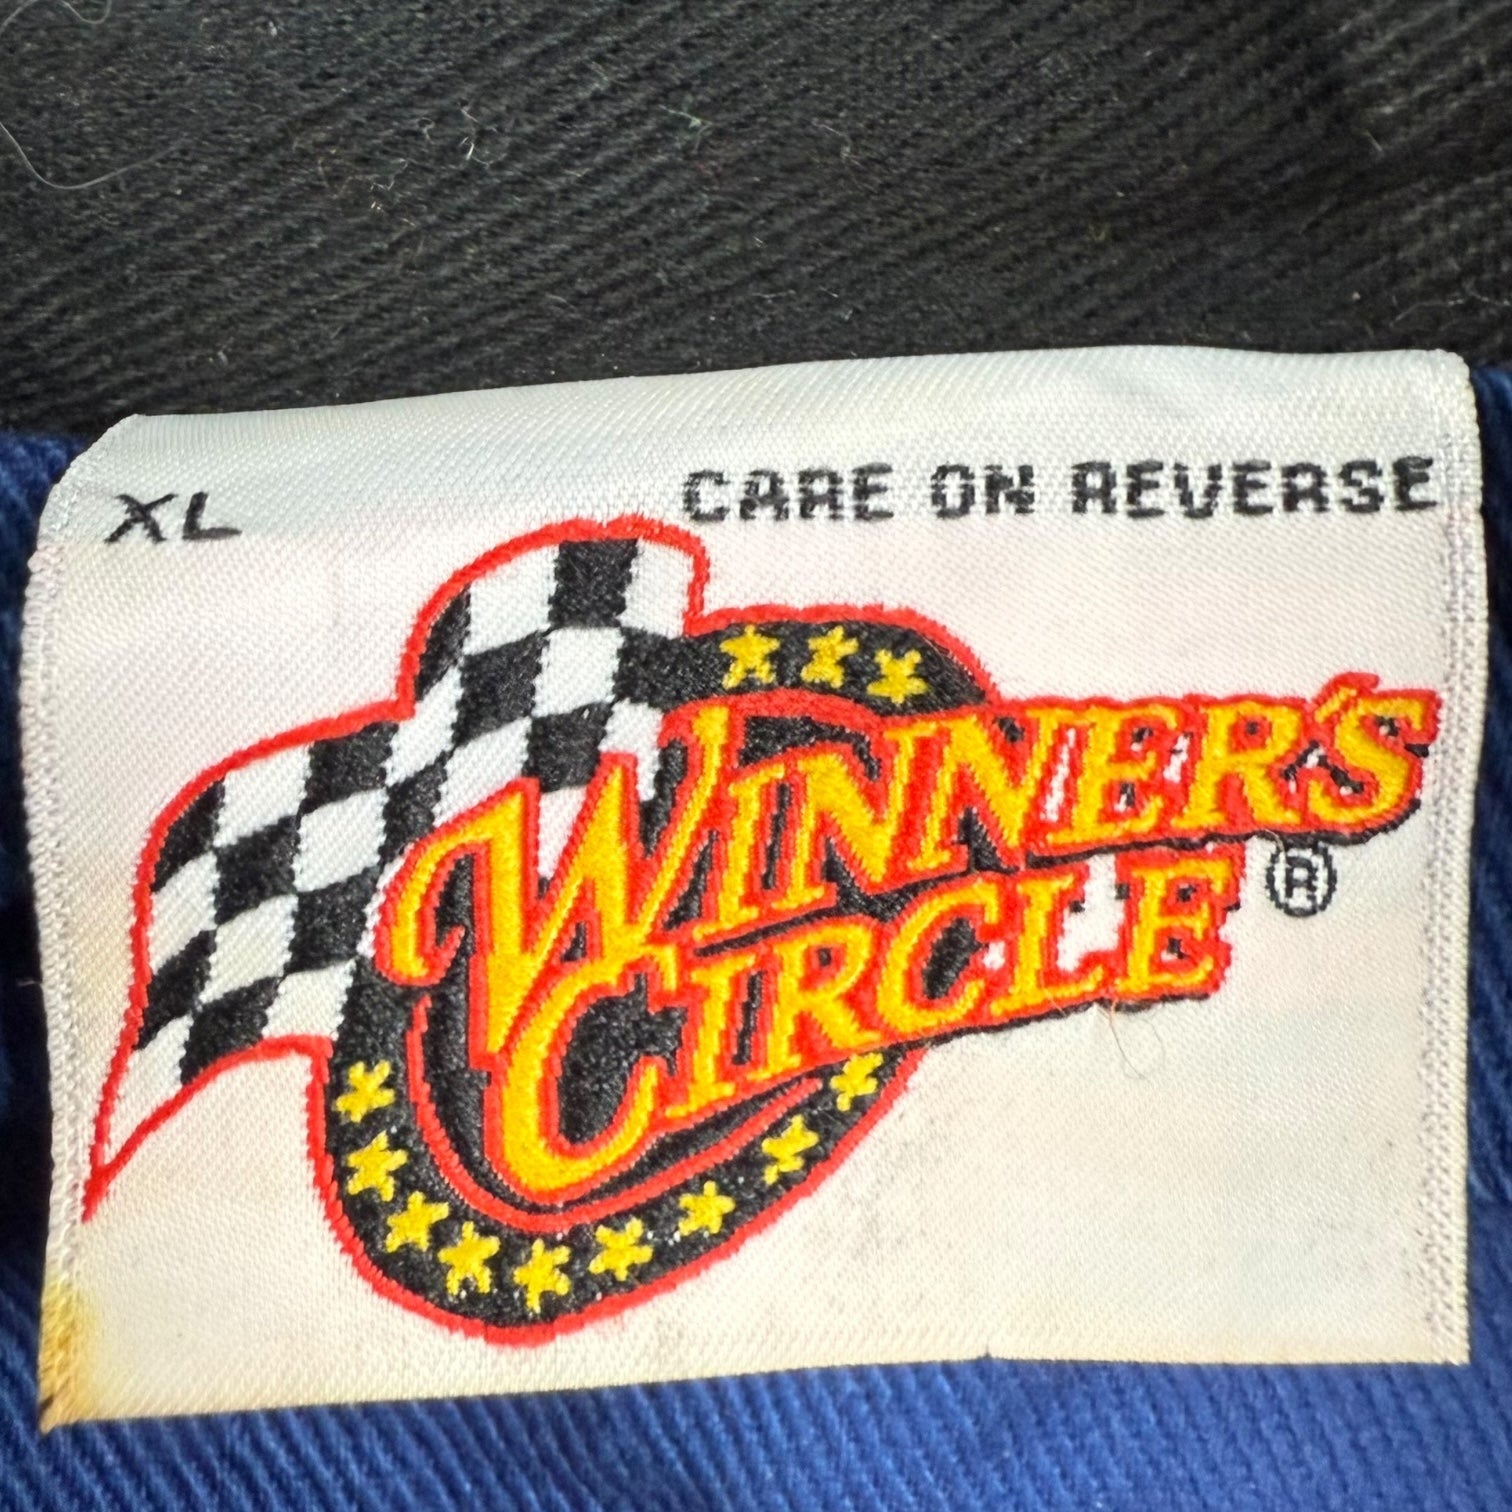 XL CARE ON REVERSE
WINNER'S
CIRCLE ®